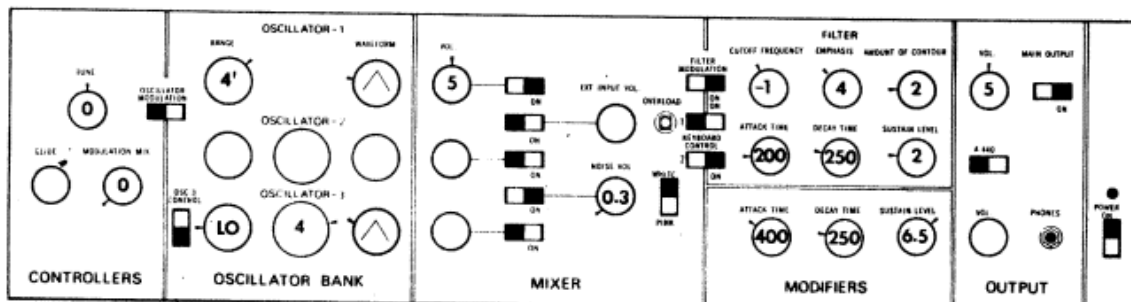 TUNE
0
GLIDE
MODULATION MIX
0
CONTROLLERS
OSCILLATOR
MODULATION
OSC 3
CONTROL
OSCILLATOR-1
RANGE
WAVEFORM
4'
OSCILLATOR-2
OSCILLATOR-3
LO
4
OSCILLATOR BANK
VOL.
5
ON
ON
ON
ON
ON
EXT INPUT VOL.
OVERLOAD
NOISE VOL
0.3
WHITE
PINK
MIXER
FILTER
FILTER
MODULATION
ON
ON
1
KEYBOARD
CONTROL
2
ON
CUTOFF FREQUENCY
EMPHASIS
AMOUNT OF CONTOUR
-1
4
2
ATTACK TIME
DECAY TIME
SUSTAIN LEVEL
200
250
2
ATTACK TIME
DECAY TIME
SUSTAIN LEVEL
400
250
6.5
MODIFIERS
VOL.
MAIN OUTPUT
5
ON
A 440
VOL
PHONES
OUTPUT
POWER
ON